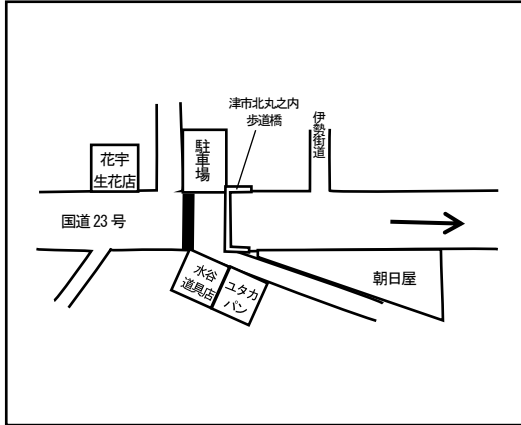 津市北丸之内
歩道橋
伊勢街道
駐車場
花宇
生花店
国道 23 号
水谷
道具店
ユタカ
パン
朝日屋